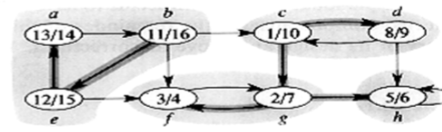 a b c d
13/14 11/16 1/10 8/9
12/15 3/4 2/7 5/6
e f g h